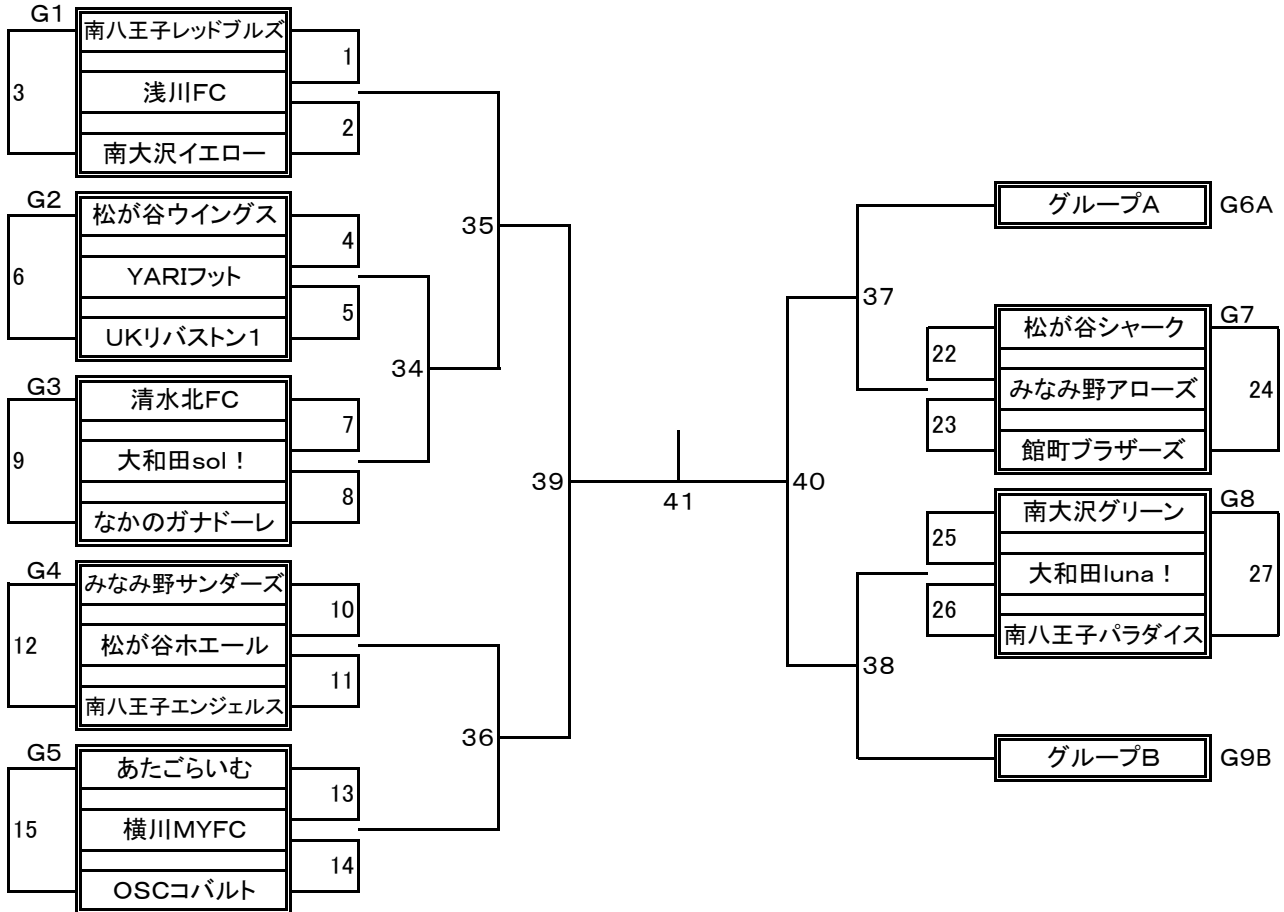 G1
南八王子レッドブルズ
浅川FC
南大沢イエロー
3
1
2
G2
松が谷ウイングス
YARIフット
UKリバストン1
6
4
5
G3
清水北FC
大和田sol！
なかのガナドーレ
9
7
8
G4
みなみ野サンダーズ
松が谷ホエール
南八王子エンジェルス
12
10
11
G5
あたごらいむ
横川MYFC
OSCコバルト
15
13
14
35
34
36
39
41
40
37
38
グループA
G6A
G7
松が谷シャーク
みなみ野アローズ
館町ブラザーズ
22
23
24
G8
南大沢グリーン
大和田luna！
南八王子パラダイス
25
26
27
グループB
G9B